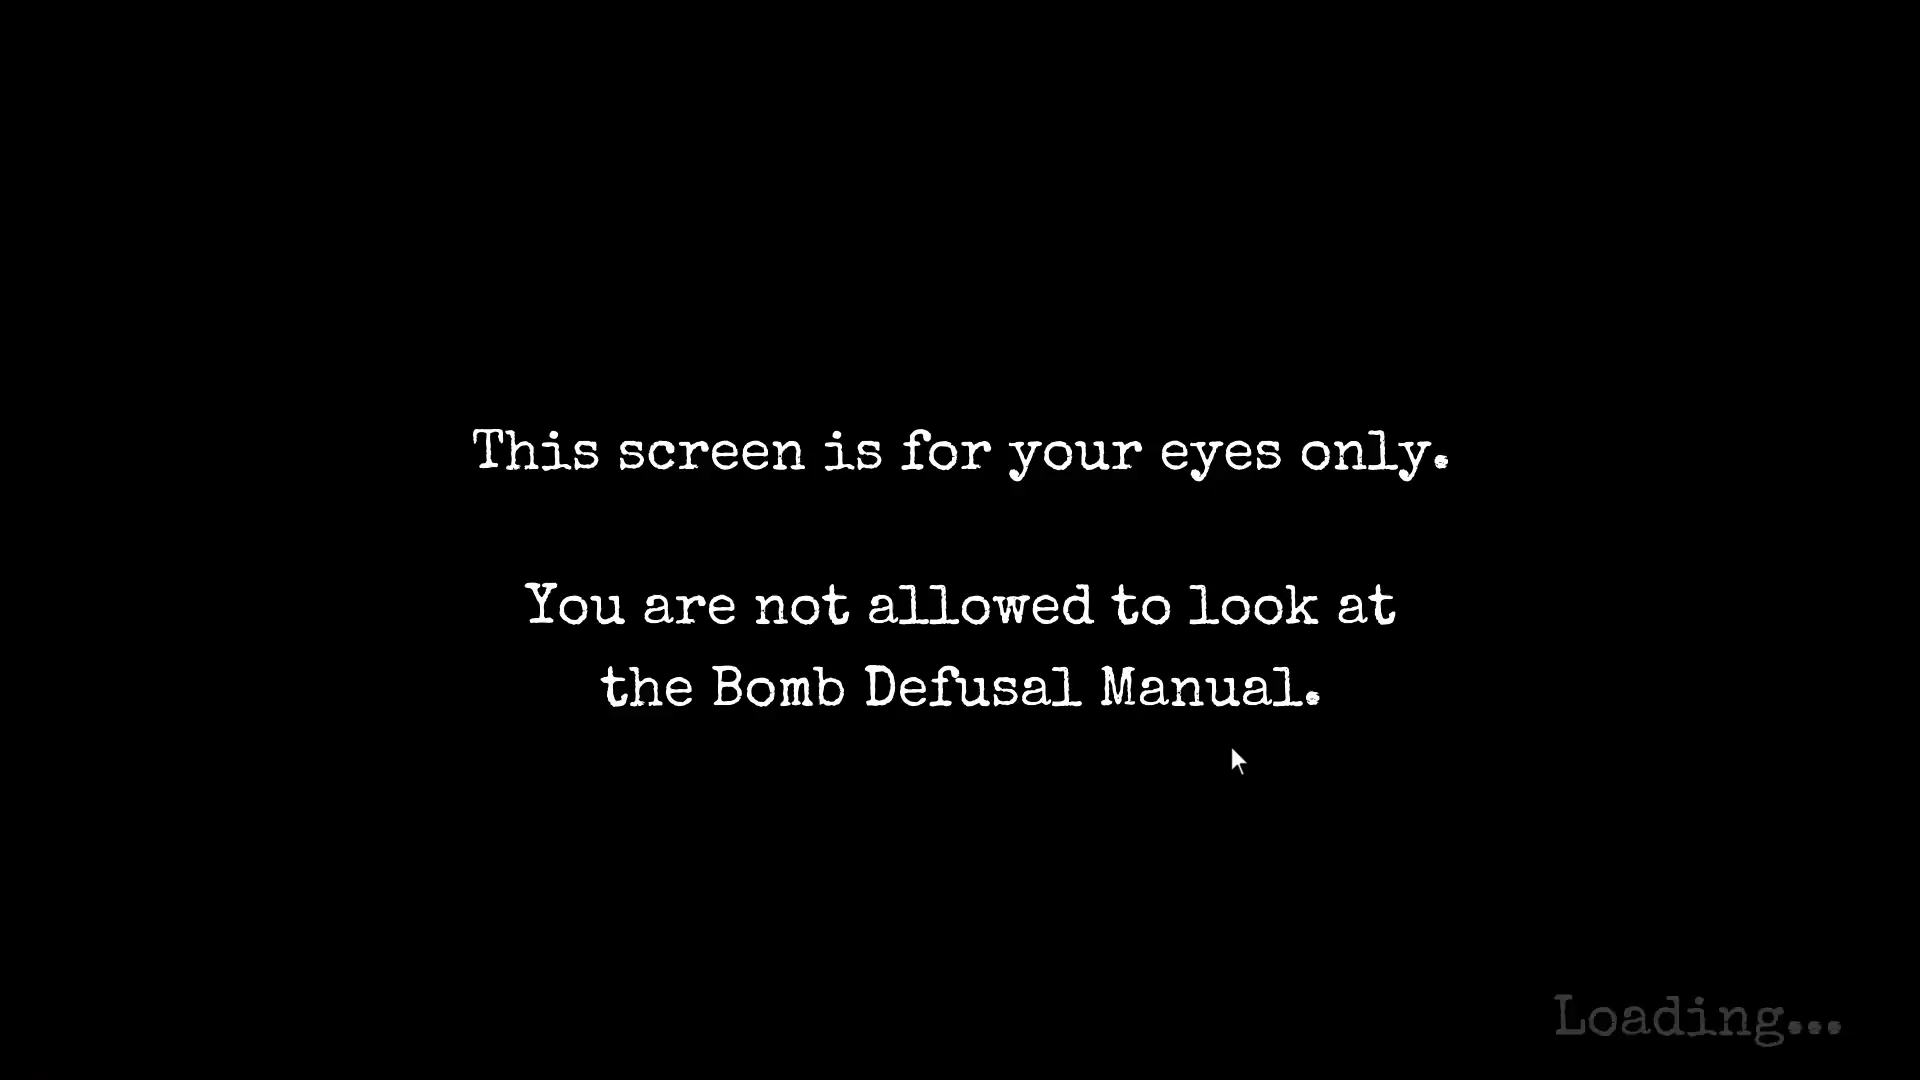 This screen is for your eyes only.
You are not allowed to look at
the Bomb Defusal Manual.
Loading...